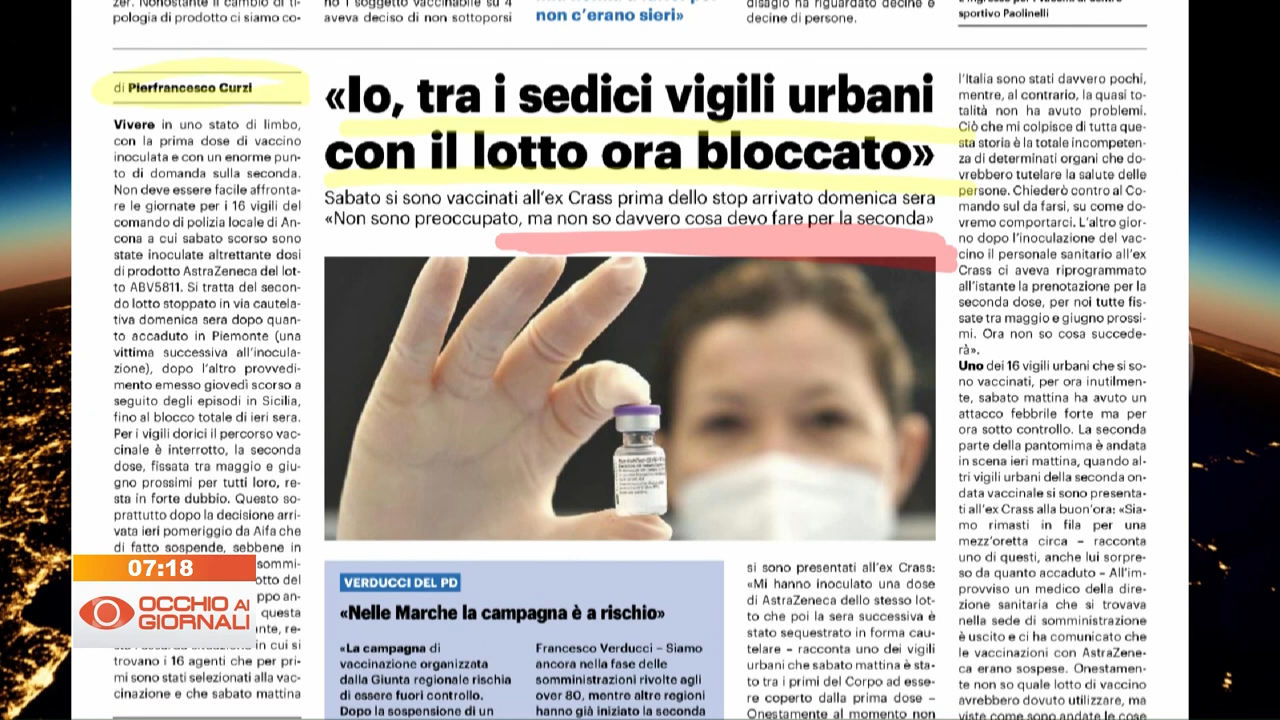 zer. Nonostante il cambio di ti-
pologia di prodotto ci siamo co-
no i soggetto vaccinabile su 4
aveva deciso di non sottoporsi
non c'erano sieri»
disagio ha riguardato decine e
decine di persone.
sportivo Paolinelli
di Pierfrancesco Curzi
Vivere in uno stato di limbo,
con la prima dose di vaccino
inoculata e con un enorme pun-
to di domanda sulla seconda.
Non deve essere facile affronta-
re le giornate per i 16 vigili del
comando di polizia locale di An-
cona a cui sabato scorso sono
state inoculate altrettante dosi
di prodotto AstraZeneca del lot-
to ABV5811. Si tratta del secon-
do lotto stoppato in via cautela-
tiva domenica sera dopo quan-
to accaduto in Piemonte (una
vittima successiva all'inocula-
zione), dopo l'altro provvedi-
mento emesso giovedì scorso a
seguito degli episodi in Sicilia,
fino al blocco totale di ieri sera.
Per i vigili dorici il percorso vac-
cinale è interrotto, la seconda
dose, fissata tra maggio e giu-
gno prossimi per tutti loro, re-
sta in forte dubbio. Questo so-
prattutto dopo la decisione arri-
vata ieri pomeriggio da Aifa che
di fatto sospende, sebbene in
sommi-
otto del
ppo an-
questa
nte, re-
in cui si
trovano i 16 agenti che per pri-
mi sono stati selezionati alla vac-
cinazione e che sabato mattina
«Io, tra i sedici vigili urbani
con il lotto ora bloccato»
Sabato si sono vaccinati all'ex Crass prima dello stop arrivato domenica sera
«Non sono preoccupato, ma non so davvero cosa devo fare per la seconda»
VERDUCCI DEL PD
«Nelle Marche la campagna è a rischio»
«La campagna di
vaccinazione organizzata
dalla Giunta regionale rischia
di essere fuori controllo.
Dopo la sospensione di un
Francesco Verducci – Siamo
ancora nella fase delle
somministrazioni rivolte agli
over 80, mentre altre regioni
hanno già iniziato la seconda
si sono presentati all'ex Crass:
«Mi hanno inoculato una dose
di AstraZeneca dello stesso lot-
to che poi la sera successiva è
stato sequestrato in forma cau-
telare – racconta uno dei vigili
urbani che sabato mattina è sta-
to tra i primi del Corpo ad esse-
re coperto dalla prima dose –
Onestamente al momento non
l'Italia sono stati davvero pochi,
mentre, al contrario, la quasi to-
talità non ha avuto problemi.
Ciò che mi colpisce di tutta que-
sta storia è la totale incompeten-
za di determinati organi che do-
vrebbero tutelare la salute delle
persone. Chiederò contro al Co-
mando sul da farsi, su come do-
vremo comportarci. L'altro gior-
no dopo l'inoculazione del vac-
cino il personale sanitario all'ex
Crass ci aveva riprogrammato
all'istante la prenotazione per la
seconda dose, per noi tutte fis-
sate tra maggio e giugno prossi-
mi. Ora non so cosa succede-
rà».
Uno dei 16 vigili urbani che si so-
no vaccinati, per ora inutilmen-
te, sabato mattina ha avuto un
attacco febbrile forte ma per
ora sotto controllo. La seconda
parte della pantomima è andata
in scena ieri mattina, quando al-
tri vigili urbani della seconda on-
data vaccinale si sono presenta-
ti all'ex Crass alla buon'ora: «Sia-
mo rimasti in fila per una
mezz'oretta circa – racconta
uno di questi, anche lui sorpre-
so da quanto accaduto – All'im-
provviso un medico della dire-
zione sanitaria che si trovava
nella sede di somministrazione
è uscito e ci ha comunicato che
le vaccinazioni con AstraZene-
ca erano sospese. Onestamen-
te non so quale lotto di vaccino
avrebbero dovuto utilizzare, ma
viste come sono andate le cose
07:18
OCCHIO AI
GIORNALI